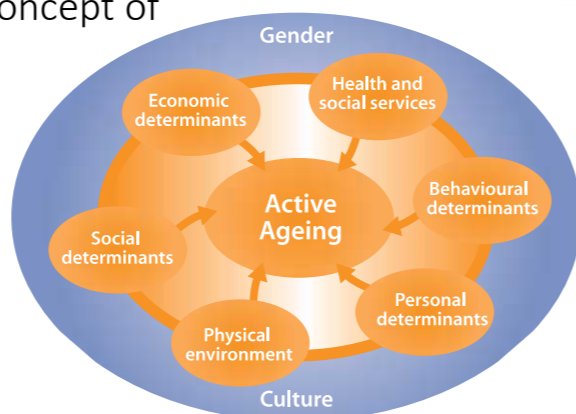 oncept of
Gender
Health and
social services
Economic
determinants
Behavioural
determinants
Active
Ageing
Social
determinants
Personal
determinants
Physical
environment
Culture